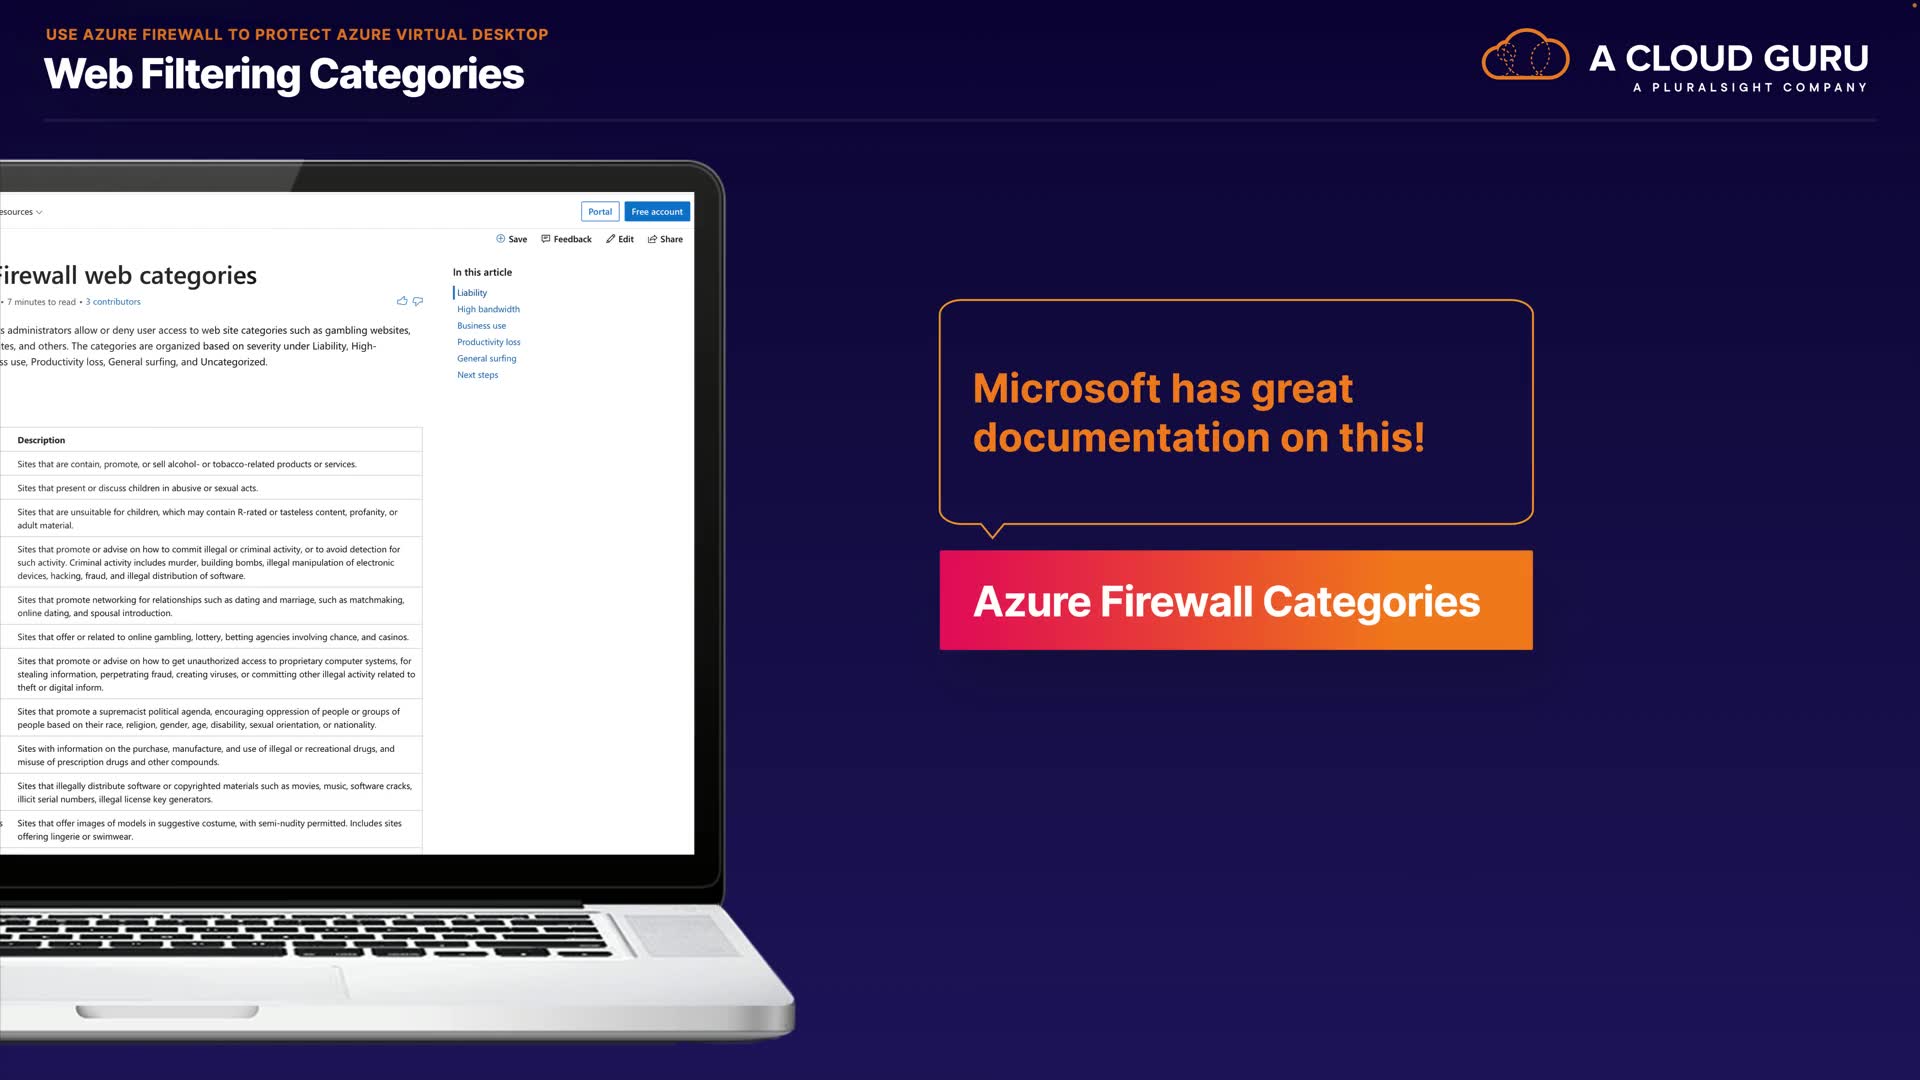 USE AZURE FIREWALL TO PROTECT AZURE VIRTUAL DESKTOP
Web Filtering Categories
A CLOUD GURU
A PLURALSIGHT COMPANY
esources
Portal
Free account
Save
Feedback
Edit
Share
Firewall web categories
• 7 minutes to read • 3 contributors
s administrators allow or deny user access to web site categories such as gambling websites,
tes, and others. The categories are organized based on severity under Liability, High-
ss use, Productivity loss, General surfing, and Uncategorized.
In this article
Liability
High bandwidth
Business use
Productivity loss
General surfing
Next steps
Description
Sites that are contain, promote, or sell alcohol- or tobacco-related products or services.
Sites that present or discuss children in abusive or sexual acts.
Sites that are unsuitable for children, which may contain R-rated or tasteless content, profanity, or
adult material.
Sites that promote or advise on how to commit illegal or criminal activity, or to avoid detection for
such activity. Criminal activity includes murder, building bombs, illegal manipulation of electronic
devices, hacking, fraud, and illegal distribution of software.
Sites that promote networking for relationships such as dating and marriage, such as matchmaking,
online dating, and spousal introduction.
Sites that offer or related to online gambling, lottery, betting agencies involving chance, and casinos.
Sites that promote or advise on how to get unauthorized access to proprietary computer systems, for
stealing information, perpetrating fraud, creating viruses, or committing other illegal activity related to
theft or digital inform.
Sites that promote a supremacist political agenda, encouraging oppression of people or groups of
people based on their race, religion, gender, age, disability, sexual orientation, or nationality.
Sites with information on the purchase, manufacture, and use of illegal or recreational drugs, and
misuse of prescription drugs and other compounds.
Sites that illegally distribute software or copyrighted materials such as movies, music, software cracks,
illicit serial numbers, illegal license key generators.
s Sites that offer images of models in suggestive costume, with semi-nudity permitted. Includes sites
offering lingerie or swimwear.
Microsoft has great
documentation on this!
Azure Firewall Categories